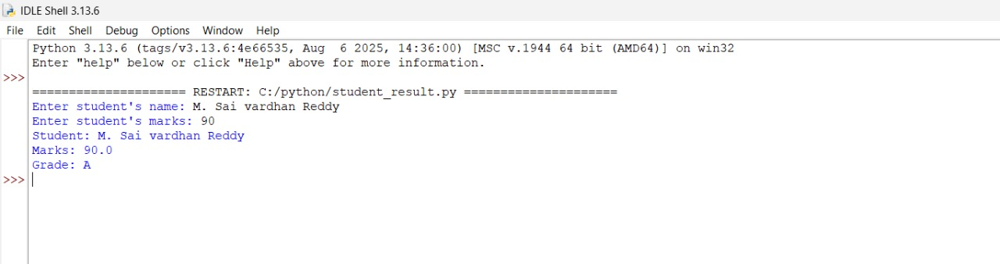 IDLE Shell 3.13.6
File Edit Shell Debug Options Window Help
Python 3.13.6 (tags/v3.13.6:4e66535, Aug  6 2025, 14:36:00) [MSC v.1944 64 bit (AMD64)] on win32
Enter "help" below or click "Help" above for more information.
>>>
===================== RESTART: C:/python/student_result.py =====================
Enter student's name: M. Sai vardhan Reddy
Enter student's marks: 90
Student: M. Sai vardhan Reddy
Marks: 90.0
Grade: A
>>>